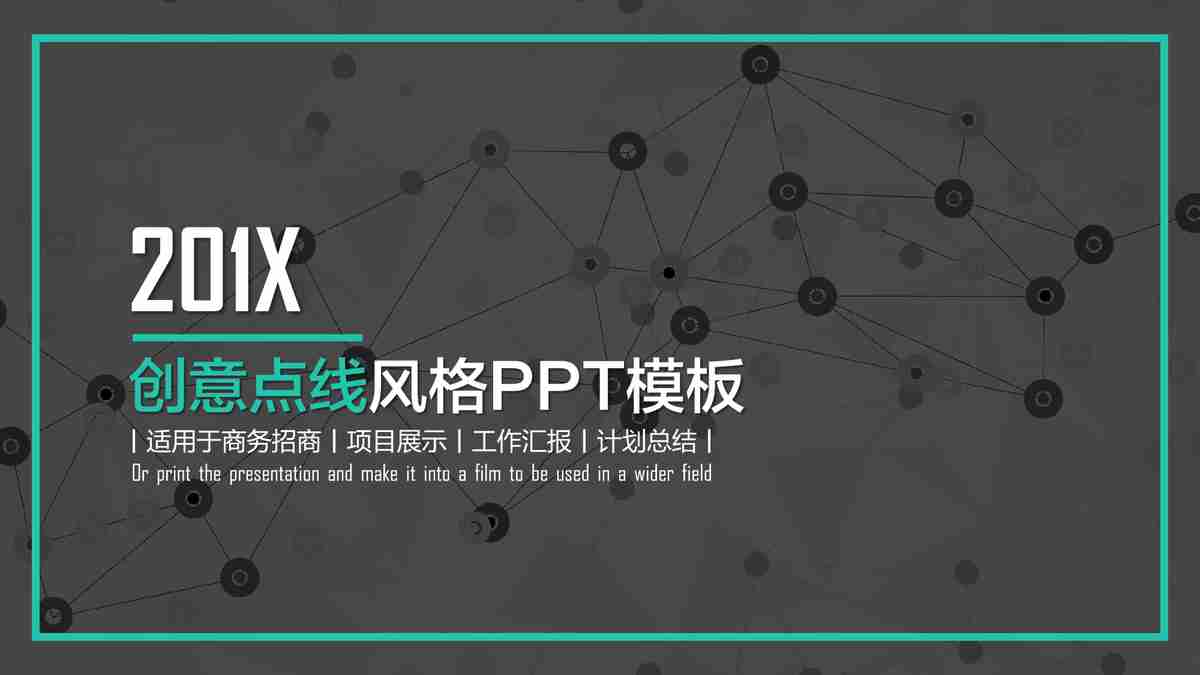 201X
创意点线风格PPT模板
| 适用于商务招商 | 项目展示 | 工作汇报 | 计划总结 |
Or print the presentation and make it into a film to be used in a wider field